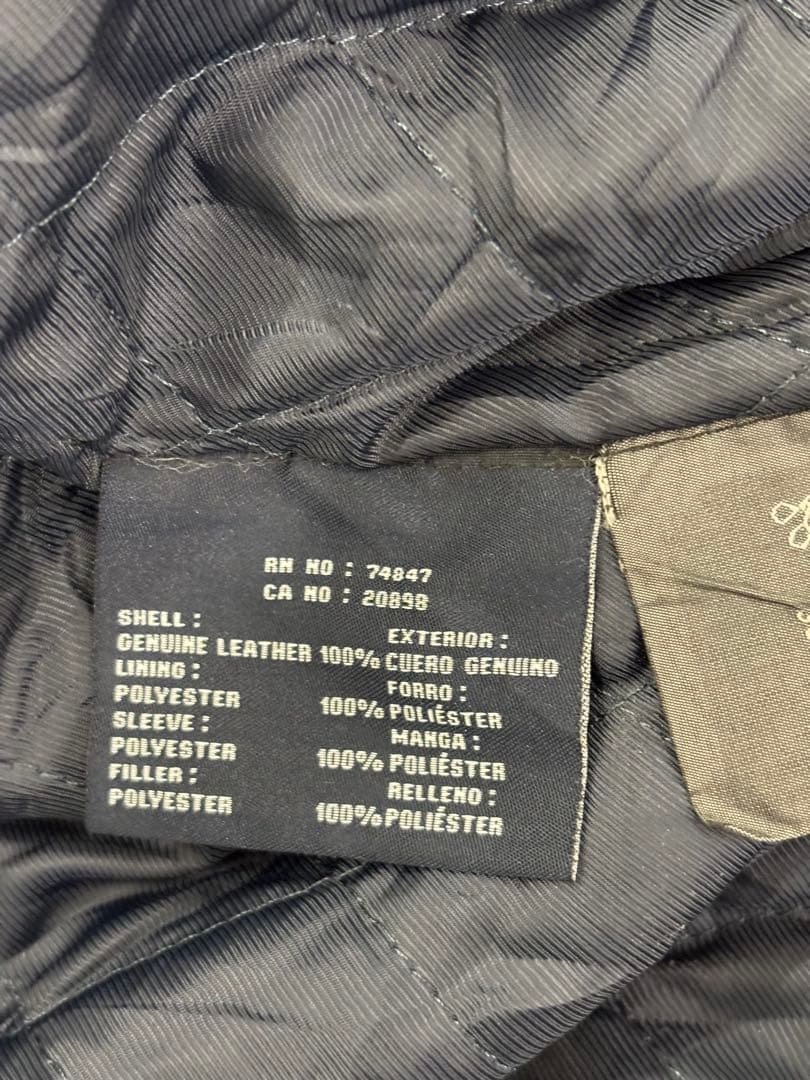 RN NO : 74847
CA NO : 20898
SHELL :
EXTERIOR :
GENUINE LEATHER 100% CUERO GENUINO
LINING :
FORRO :
POLYESTER 100% POLIÉSTER
SLEEVE :
MANGA :
POLYESTER 100% POLIÉSTER
FILLER :
RELLENO :
POLYESTER 100% POLIÉSTER